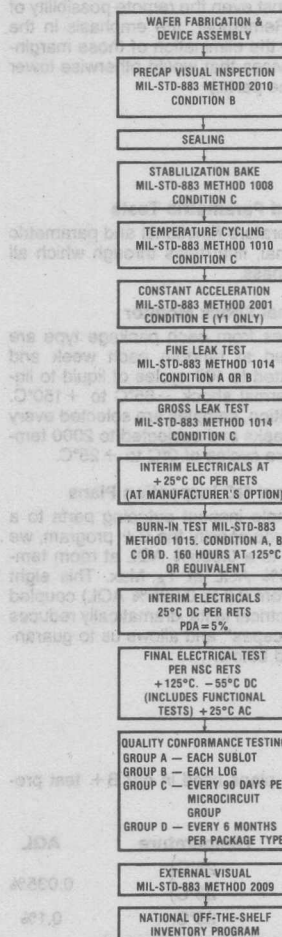 WAFER FABRICATION &
DEVICE ASSEMBLY
PRECAP VISUAL INSPECTION
MIL-STD-883 METHOD 2010
CONDITION B
SEALING
STABLILIZATION BAKE
MIL-STD-883 METHOD 1008
CONDITION C
TEMPERATURE CYCLING
MIL-STD-883 METHOD 1010
CONDITION C
CONSTANT ACCELERATION
MIL-STD-883 METHOD 2001
CONDITION E (Y1 ONLY)
FINE LEAK TEST
MIL-STD-883 METHOD 1014
CONDITION A OR B
GROSS LEAK TEST
MIL-STD-883 METHOD 1014
CONDITION C
INTERIM ELECTRICALS AT
+25°C DC PER RETS
(AT MANUFACTURER'S OPTION)
BURN-IN TEST MIL-STD-883
METHOD 1015. CONDITION A, B
C OR D. 160 HOURS AT 125°C
OR EQUIVALENT
INTERIM ELECTRICALS
25°C DC PER RETS
PDA=5%
FINAL ELECTRICAL TEST
PER NSC RETS
+125°C. −55°C DC
(INCLUDES FUNCTIONAL
TESTS) +25°C AC
QUALITY CONFORMANCE TESTING
GROUP A — EACH SUBLOT
GROUP B — EACH LOG
GROUP C — EVERY 90 DAYS PE
MICROCIRCUIT
GROUP
GROUP D — EVERY 6 MONTHS
PER PACKAGE TYPE
EXTERNAL VISUAL
MIL-STD-883 METHOD 2009
NATIONAL OFF-THE-SHELF
INVENTORY PROGRAM